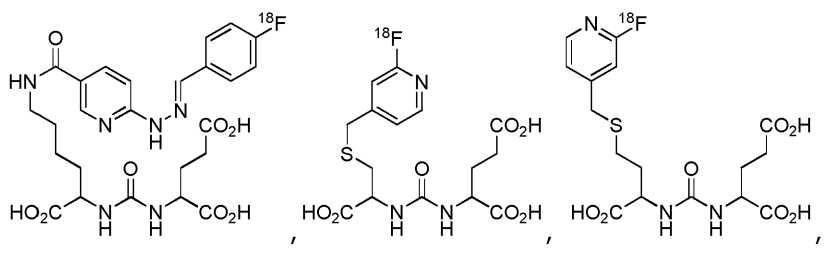 O HN N N N H ¹⁸F CO₂H O HO₂C N H N H CO₂H ,
¹⁸F N S CO₂H O HO₂C N H N H CO₂H ,
N ¹⁸F S CO₂H O HO₂C N H N H CO₂H ,